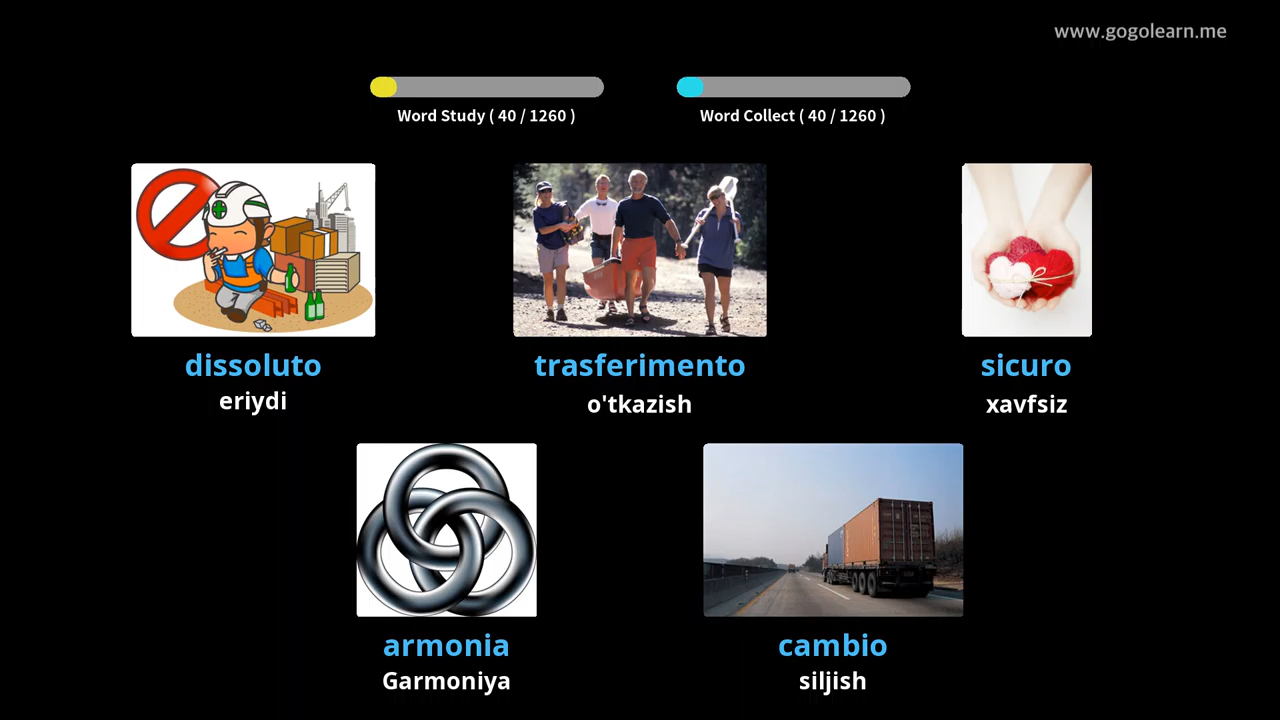 www.gogolearn.me
Word Study ( 40 / 1260 )
Word Collect ( 40 / 1260 )
dissoluto
eriydi
trasferimento
o'tkazish
sicuro
xavfsiz
armonia
Garmoniya
cambio
siljish